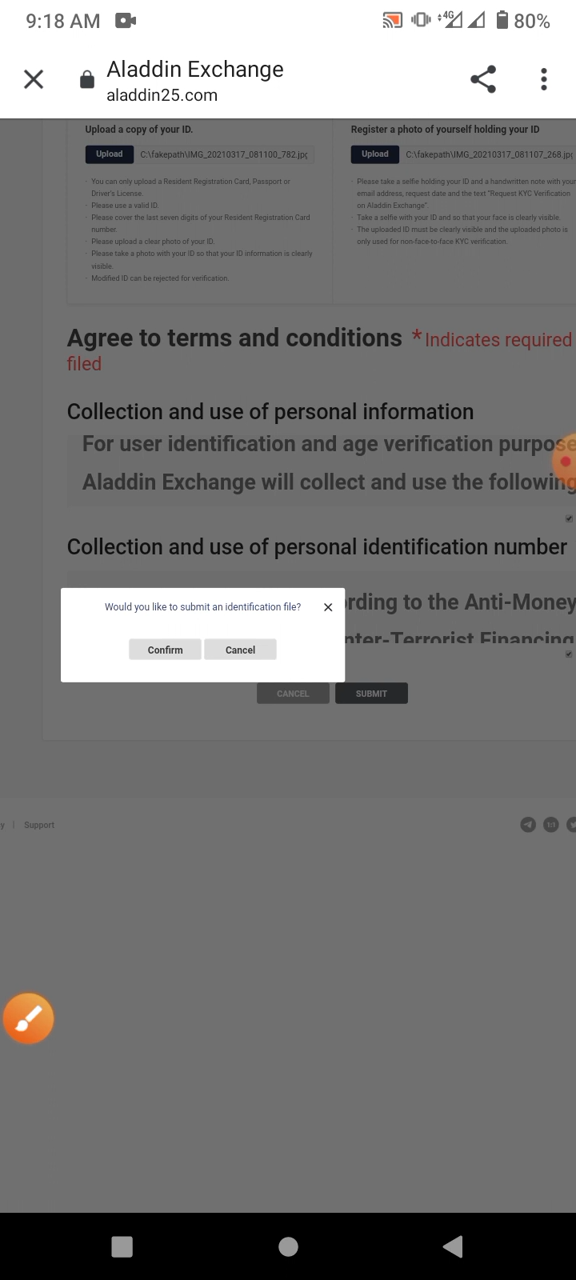 9:18 AM
4G
80%
Aladdin Exchange
aladdin25.com
Upload a copy of your ID.
Upload C:\fakepath\IMG_20210317_081100_782.jpg
You can only upload a Resident Registration Card, Passport or
Driver's License.
Please use a valid ID.
Please cover the last seven digits of your Resident Registration Card
number.
Please upload a clear photo of your ID.
Please take a photo with your ID so that your ID information is clearly
visible.
Modified ID can be rejected for verification.
Register a photo of yourself holding your ID
Upload C:\fakepath\IMG_20210317_081107_268.jpg
Please take a selfie holding your ID and a handwritten note with your
email address, request date and the text "Request KYC Verification
on Aladdin Exchange".
Take a selfie with your ID and so that your face is clearly visible.
The uploaded ID must be clearly visible and the uploaded photo is
only used for non-face-to-face KYC verification.
Agree to terms and conditions * Indicates required
filed
Collection and use of personal information
For user identification and age verification purpose
Aladdin Exchange will collect and use the following
Collection and use of personal identification number
rding to the Anti-Money
nter-Terrorist Financing
Would you like to submit an identification file?
Confirm Cancel
CANCEL SUBMIT
y | Support